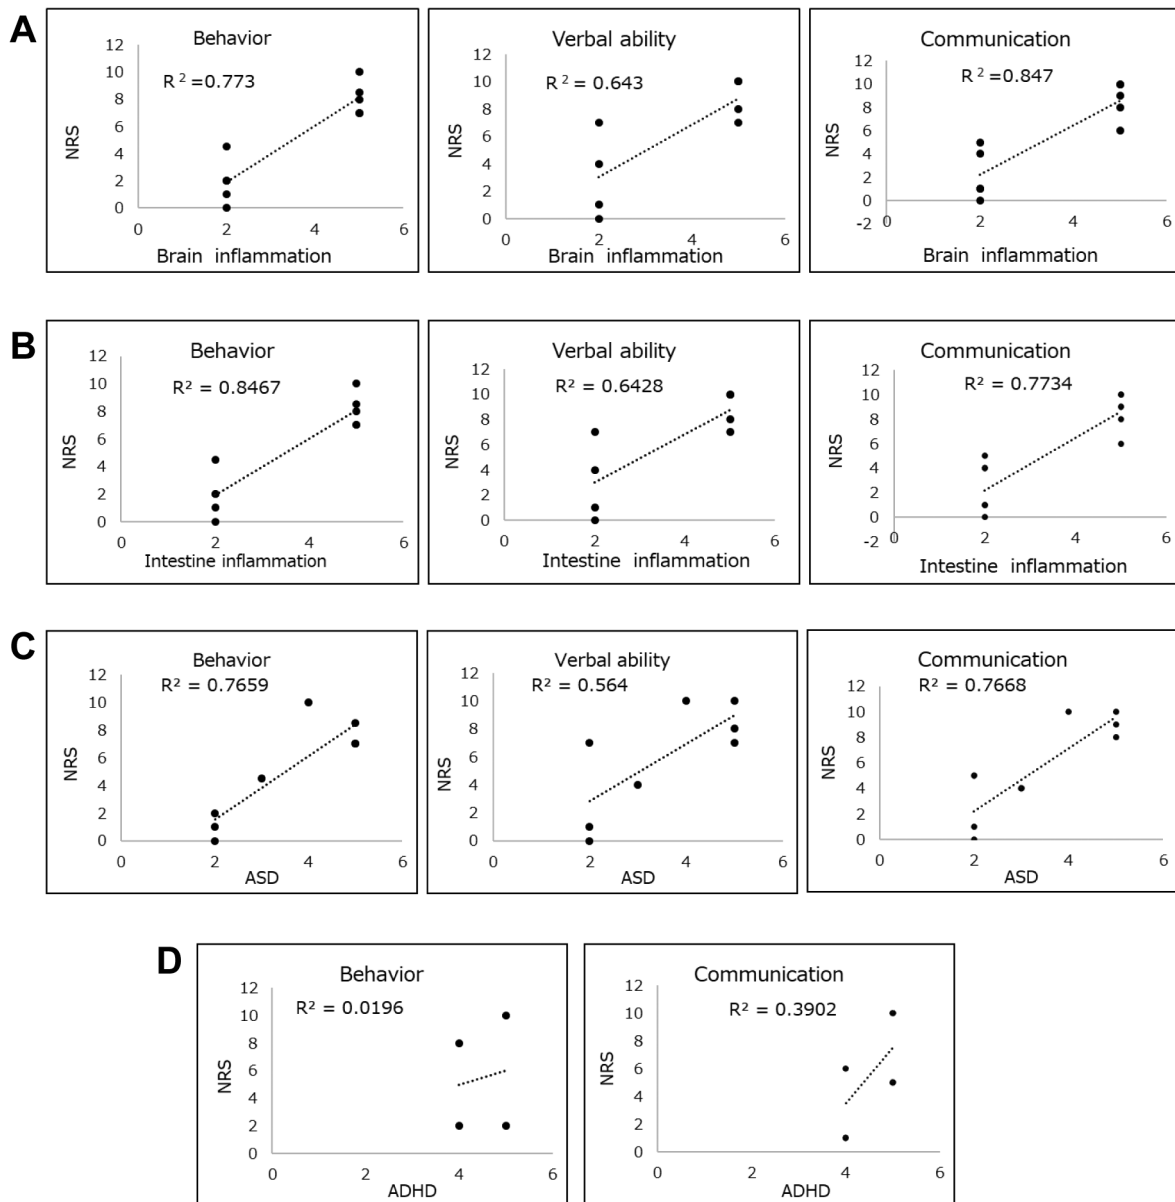 A
Behavior
R² =0.773
NRS
12
10
8
6
4
2
0
0 2 4 6
Brain inflammation
Verbal ability
R² = 0.643
NRS
12
10
8
6
4
2
0
0 2 4 6
Brain inflammation
Communication
R² =0.847
NRS
12
10
8
6
4
2
0
-2
0 2 4 6
Brain inflammation
B
Behavior
R² = 0.8467
NRS
12
10
8
6
4
2
0
0 2 4 6
Intestine inflammation
Verbal ability
R² = 0.6428
NRS
12
10
8
6
4
2
0
0 2 4 6
Intestine inflammation
Communication
R² = 0.7734
NRS
12
10
8
6
4
2
0
-2
0 2 4 6
Intestine inflammation
C
Behavior
R² = 0.7659
NRS
12
10
8
6
4
2
0
0 2 4 6
ASD
Verbal ability
R² = 0.564
NRS
12
10
8
6
4
2
0
0 2 4 6
ASD
Communication
R² = 0.7668
NRS
12
10
8
6
4
2
0
0 2 4 6
ASD
D
Behavior
R² = 0.0196
NRS
12
10
8
6
4
2
0
0 2 4 6
ADHD
Communication
R² = 0.3902
NRS
12
10
8
6
4
2
0
0 2 4 6
ADHD